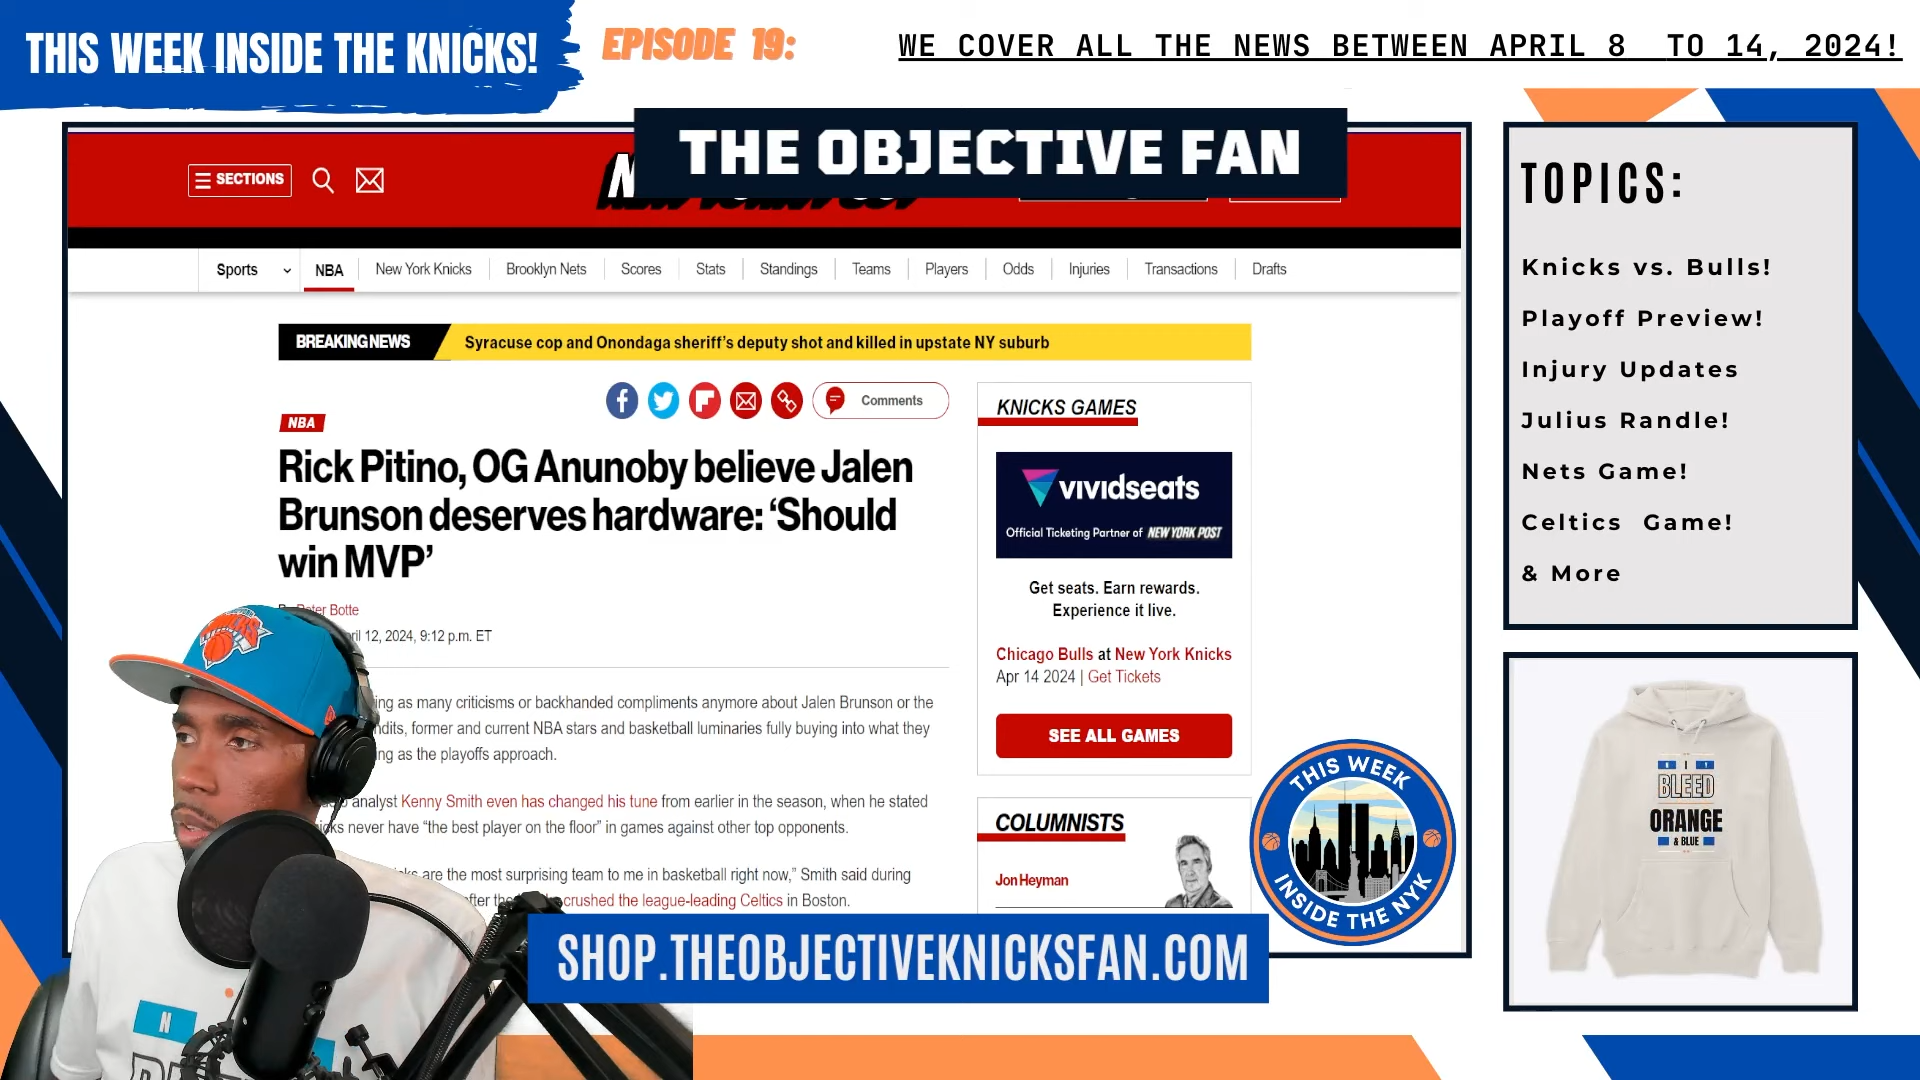 THIS WEEK INSIDE THE KNICKS!
EPISODE 19:
WE COVER ALL THE NEWS BETWEEN APRIL 8 TO 14, 2024!
THE OBJECTIVE FAN
SECTIONS
Sports
NBA
New York Knicks
Brooklyn Nets
Scores
Stats
Standings
Teams
Players
Odds
Injuries
Transactions
Drafts
BREAKING NEWS
Syracuse cop and Onondaga sheriff's deputy shot and killed in upstate NY suburb
Comments
NBA
Rick Pitino, OG Anunoby believe Jalen
Brunson deserves hardware: ‘Should
win MVP’
Botte
12, 2024, 9:12 p.m. ET
as many criticisms or backhanded compliments anymore about Jalen Brunson or the
former and current NBA stars and basketball luminaries fully buying into what they
as the playoffs approach.
analyst Kenny Smith even has changed his tune from earlier in the season, when he stated
never have “the best player on the floor” in games against other top opponents.
are the most surprising team to me in basketball right now,” Smith said during
crushed the league-leading Celtics in Boston.
KNICKS GAMES
vividseats
Official Ticketing Partner of NEW YORK POST
Get seats. Earn rewards.
Experience it live.
Chicago Bulls at New York Knicks
Apr 14 2024 | Get Tickets
SEE ALL GAMES
COLUMNISTS
Jon Heyman
THIS WEEK
INSIDE THE NYK
SHOP.THEOBJECTIVEKNICKSFAN.COM
TOPICS:
Knicks vs. Bulls!
Playoff Preview!
Injury Updates
Julius Randle!
Nets Game!
Celtics Game!
& More
BLEED
ORANGE
& BLUE
KNICKS
N